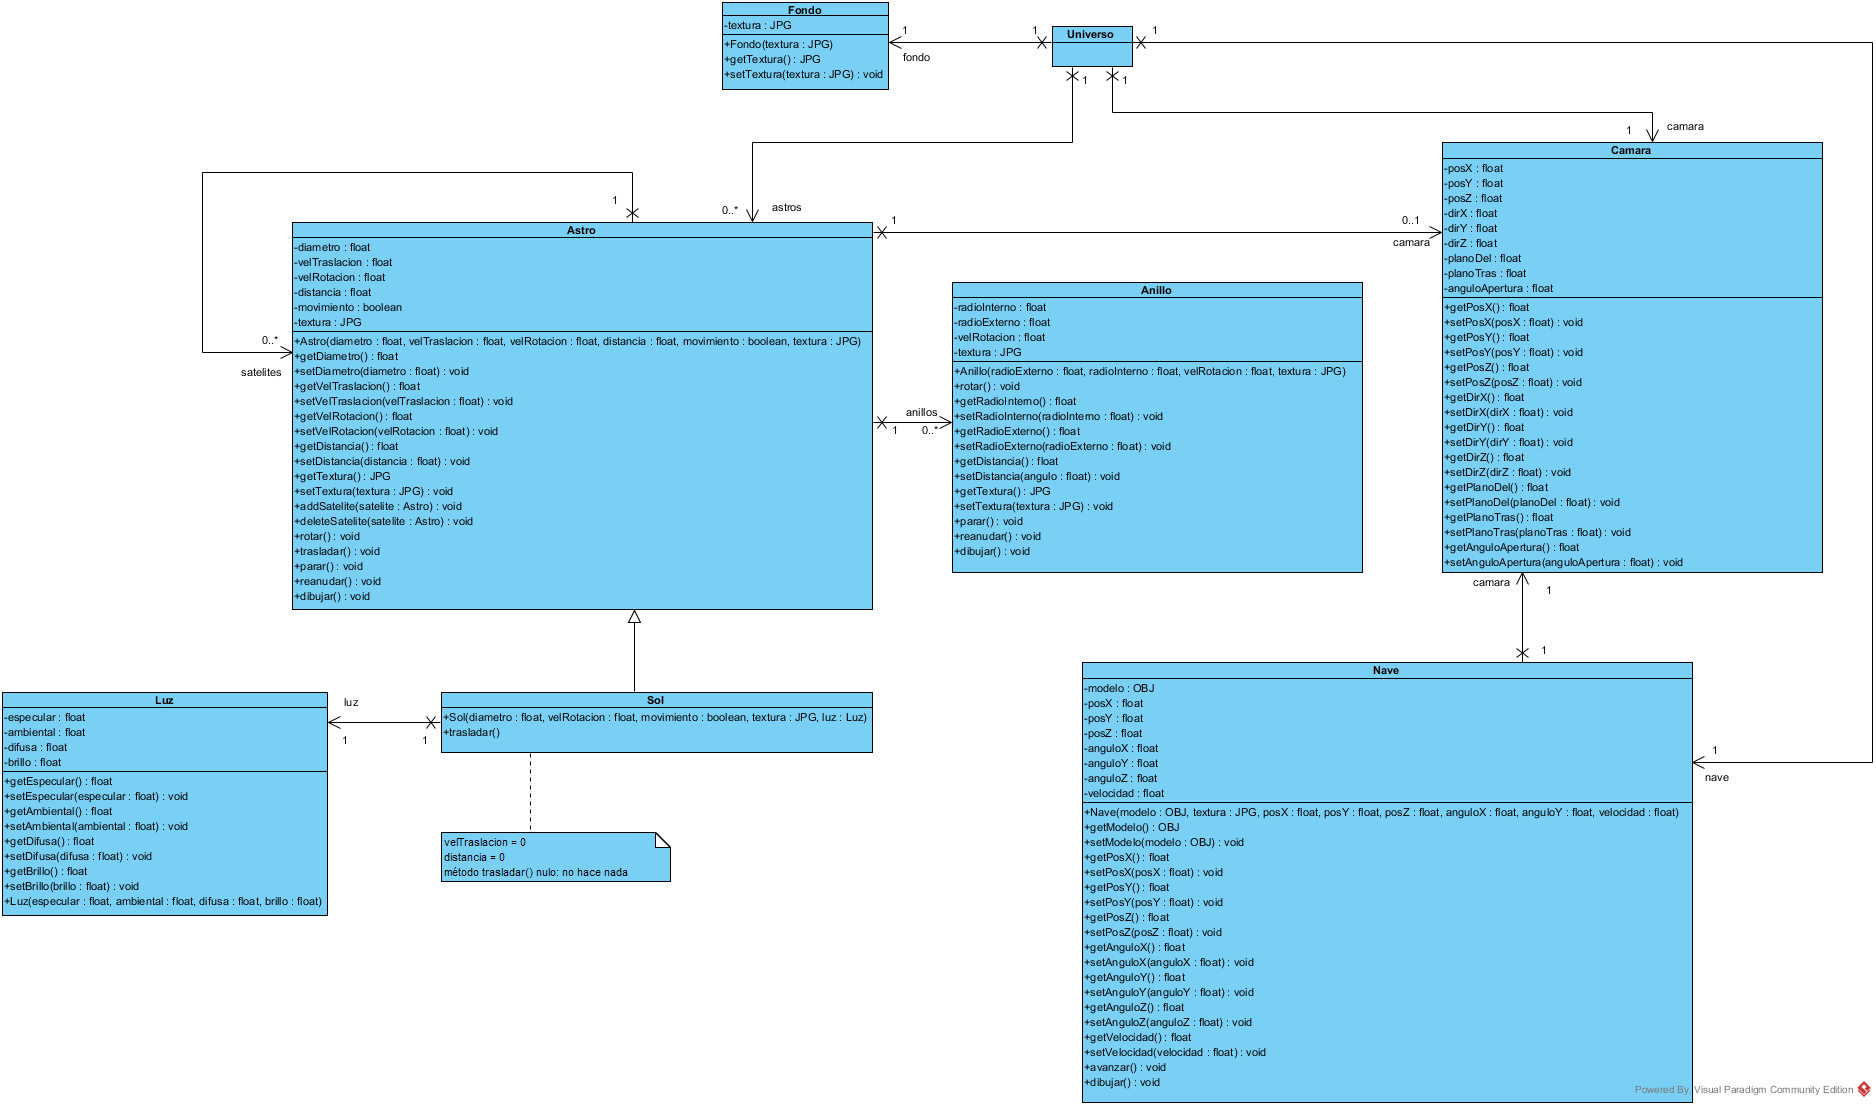 Fondo
-textura : JPG
+Fondo(textura : JPG)
+getTextura() : JPG
+setTextura(textura : JPG) : void
1
fondo
1
Universo
1
1
1
1
camara
Camara
-posX : float
-posY : float
-posZ : float
-dirX : float
-dirY : float
-dirZ : float
-planoDel : float
-planoTras : float
-anguloApertura : float
+getPosX() : float
+setPosX(posX : float) : void
+getPosY() : float
+setPosY(posY : float) : void
+getPosZ() : float
+setPosZ(posZ : float) : void
+getDirX() : float
+setDirX(dirX : float) : void
+getDirY() : float
+setDirY(dirY : float) : void
+getDirZ() : float
+setDirZ(dirZ : float) : void
+getPlanoDel() : float
+setPlanoDel(planoDel : float) : void
+getPlanoTras() : float
+setPlanoTras(planoTras : float) : void
+getAnguloApertura() : float
+setAnguloApertura(anguloApertura : float) : void
1
0..*
astros
0..*
satelites
Astro
-diametro : float
-velTraslacion : float
-velRotacion : float
-distancia : float
-movimiento : boolean
-textura : JPG
+Astro(diametro : float, velTraslacion : float, velRotacion : float, distancia : float, movimiento : boolean, textura : JPG)
+getDiametro() : float
+setDiametro(diametro : float) : void
+getVelTraslacion() : float
+setVelTraslacion(velTraslacion : float) : void
+getVelRotacion() : float
+setVelRotacion(velRotacion : float) : void
+getDistancia() : float
+setDistancia(distancia : float) : void
+getTextura() : JPG
+setTextura(textura : JPG) : void
+addSatelite(satelite : Astro) : void
+deleteSatelite(satelite : Astro) : void
+rotar() : void
+trasladar() : void
+parar() : void
+reanudar() : void
+dibujar() : void
1
0..1
camara
anillos
1
0..*
Anillo
-radioInterno : float
-radioExterno : float
-velRotacion : float
-textura : JPG
+Anillo(radioExterno : float, radioInterno : float, velRotacion : float, textura : JPG)
+rotar() : void
+getRadioInterno() : float
+setRadioInterno(radioInterno : float) : void
+getRadioExterno() : float
+setRadioExterno(radioExterno : float) : void
+getDistancia() : float
+setDistancia(angulo : float) : void
+getTextura() : JPG
+setTextura(textura : JPG) : void
+parar() : void
+reanudar() : void
+dibujar() : void
camara
1
1
Luz
-especular : float
-ambiental : float
-difusa : float
-brillo : float
+getEspecular() : float
+setEspecular(especular : float) : void
+getAmbiental() : float
+setAmbiental(ambiental : float) : void
+getDifusa() : float
+setDifusa(difusa : float) : void
+getBrillo() : float
+setBrillo(brillo : float) : void
+Luz(especular : float, ambiental : float, difusa : float, brillo : float)
luz
1
1
Sol
+Sol(diametro : float, velRotacion : float, movimiento : boolean, textura : JPG, luz : Luz)
+trasladar()
velTraslacion = 0
distancia = 0
método trasladar() nulo: no hace nada
Nave
-modelo : OBJ
-posX : float
-posY : float
-posZ : float
-anguloX : float
-anguloY : float
-anguloZ : float
-velocidad : float
+Nave(modelo : OBJ, textura : JPG, posX : float, posY : float, posZ : float, anguloX : float, anguloY : float, velocidad : float)
+getModelo() : OBJ
+setModelo(modelo : OBJ) : void
+getPosX() : float
+setPosX(posX : float) : void
+getPosY() : float
+setPosY(posY : float) : void
+getPosZ() : float
+setPosZ(posZ : float) : void
+getAnguloX() : float
+setAnguloX(anguloX : float) : void
+getAnguloY() : float
+setAnguloY(anguloY : float) : void
+getAnguloZ() : float
+setAnguloZ(anguloZ : float) : void
+getVelocidad() : float
+setVelocidad(velocidad : float) : void
+avanzar() : void
+dibujar() : void
1
nave
Powered By Visual Paradigm Community Edition